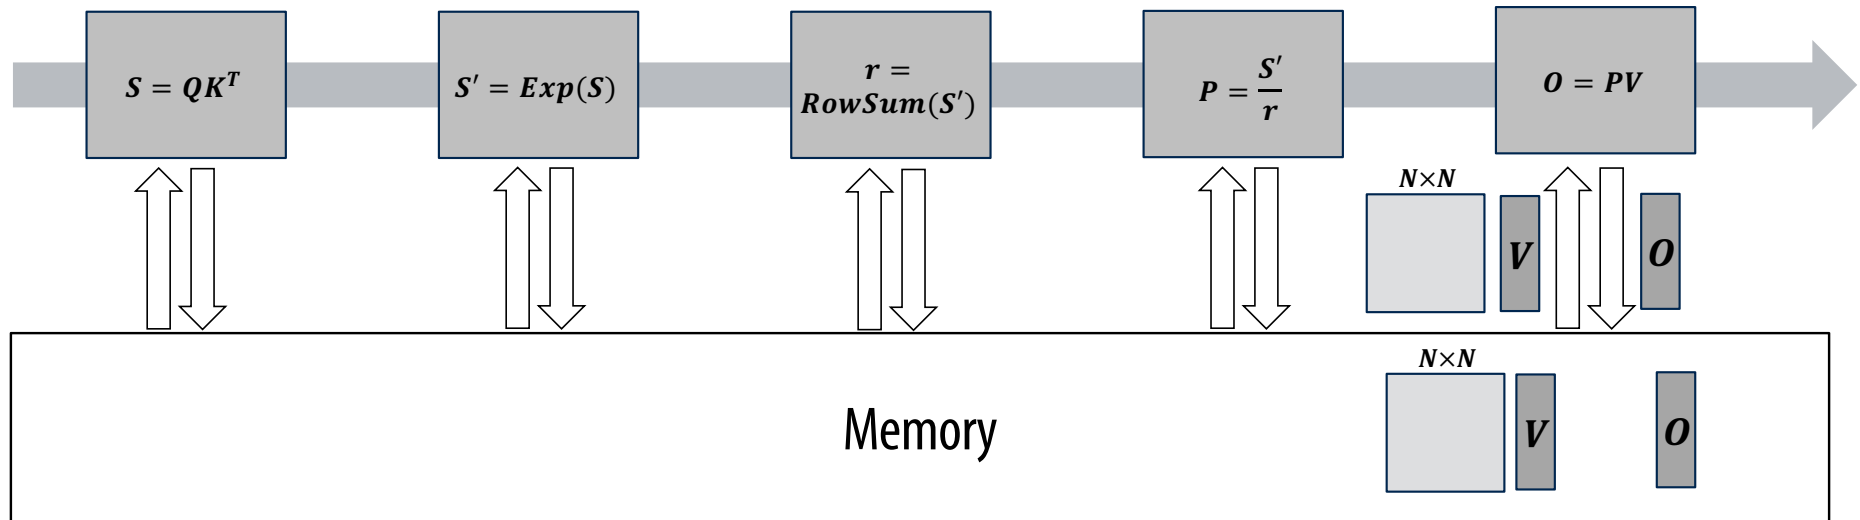 S = QK^T
S′ = Exp(S)
r =
RowSum(S′)
P = S′/r
O = PV
N×N
V
O
N×N
V
O
Memory